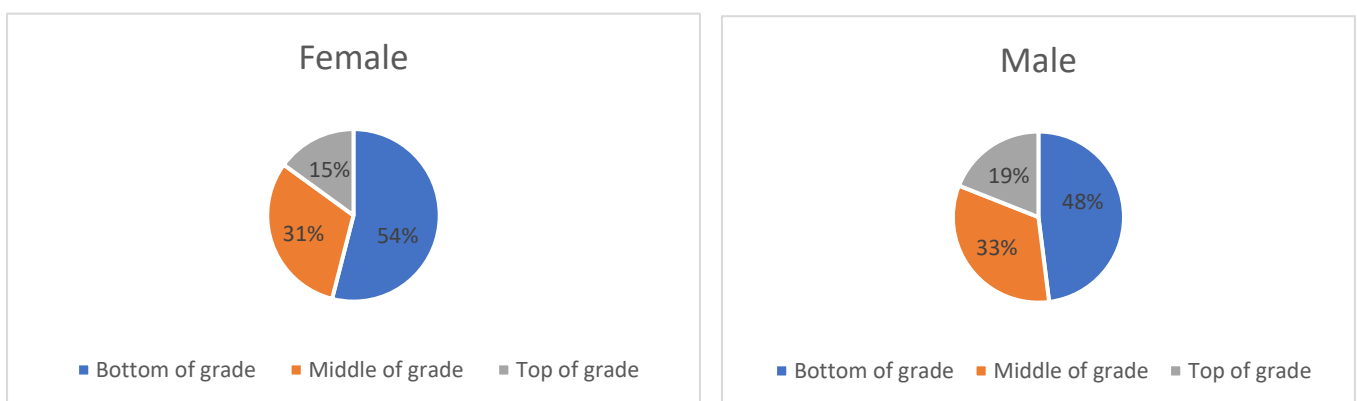 Female
15%
31%
54%
Bottom of grade
Middle of grade
Top of grade
Male
19%
48%
33%
Bottom of grade
Middle of grade
Top of grade